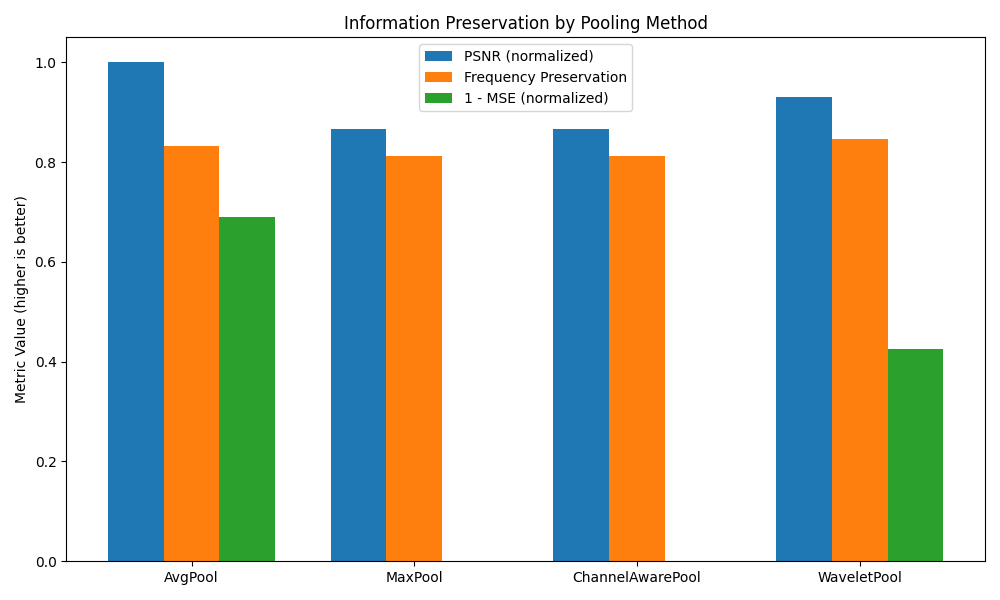 Information Preservation by Pooling Method
PSNR (normalized)
Frequency Preservation
1 - MSE (normalized)
Metric Value (higher is better)
1.0
0.8
0.6
0.4
0.2
0.0
AvgPool
MaxPool
ChannelAwarePool
WaveletPool